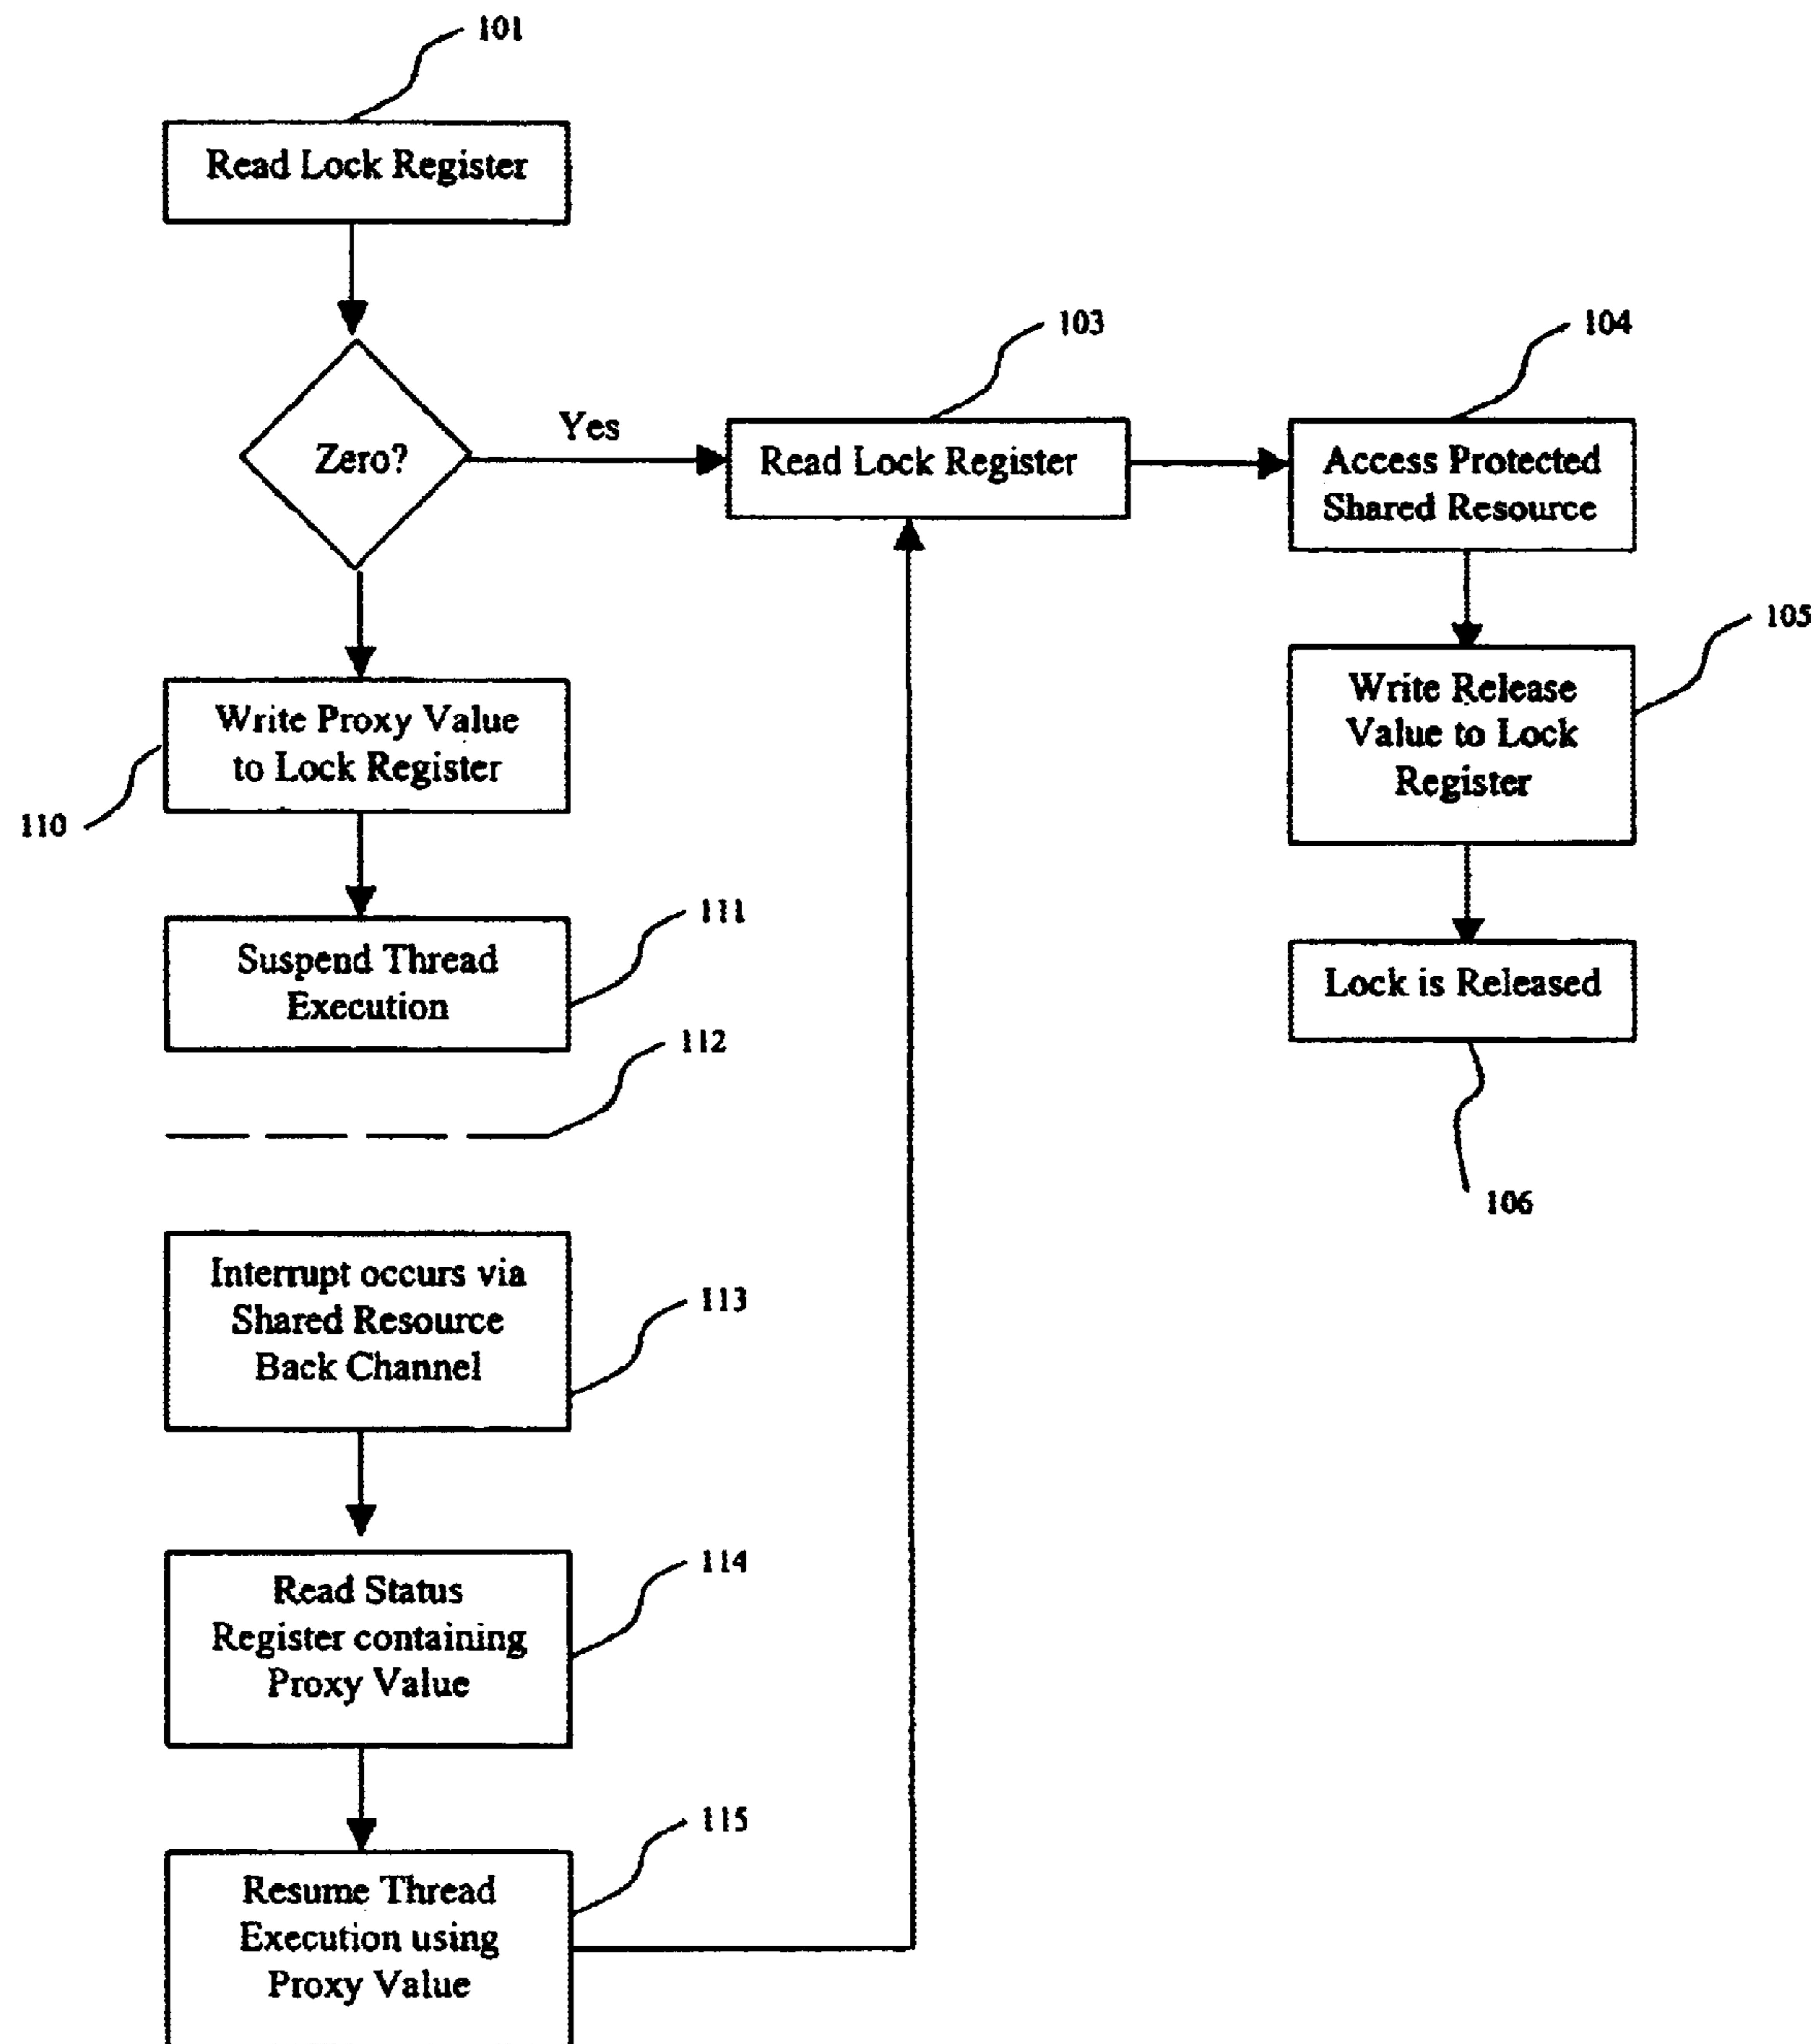 101
Read Lock Register
Zero?
Yes
103
Read Lock Register
104
Access Protected
Shared Resource
105
Write Release
Value to Lock
Register
Lock is Released
106
Write Proxy Value
to Lock Register
110
Suspend Thread
Execution
111
112
Interrupt occurs via
Shared Resource
Back Channel
113
Read Status
Register containing
Proxy Value
114
Resume Thread
Execution using
Proxy Value
115